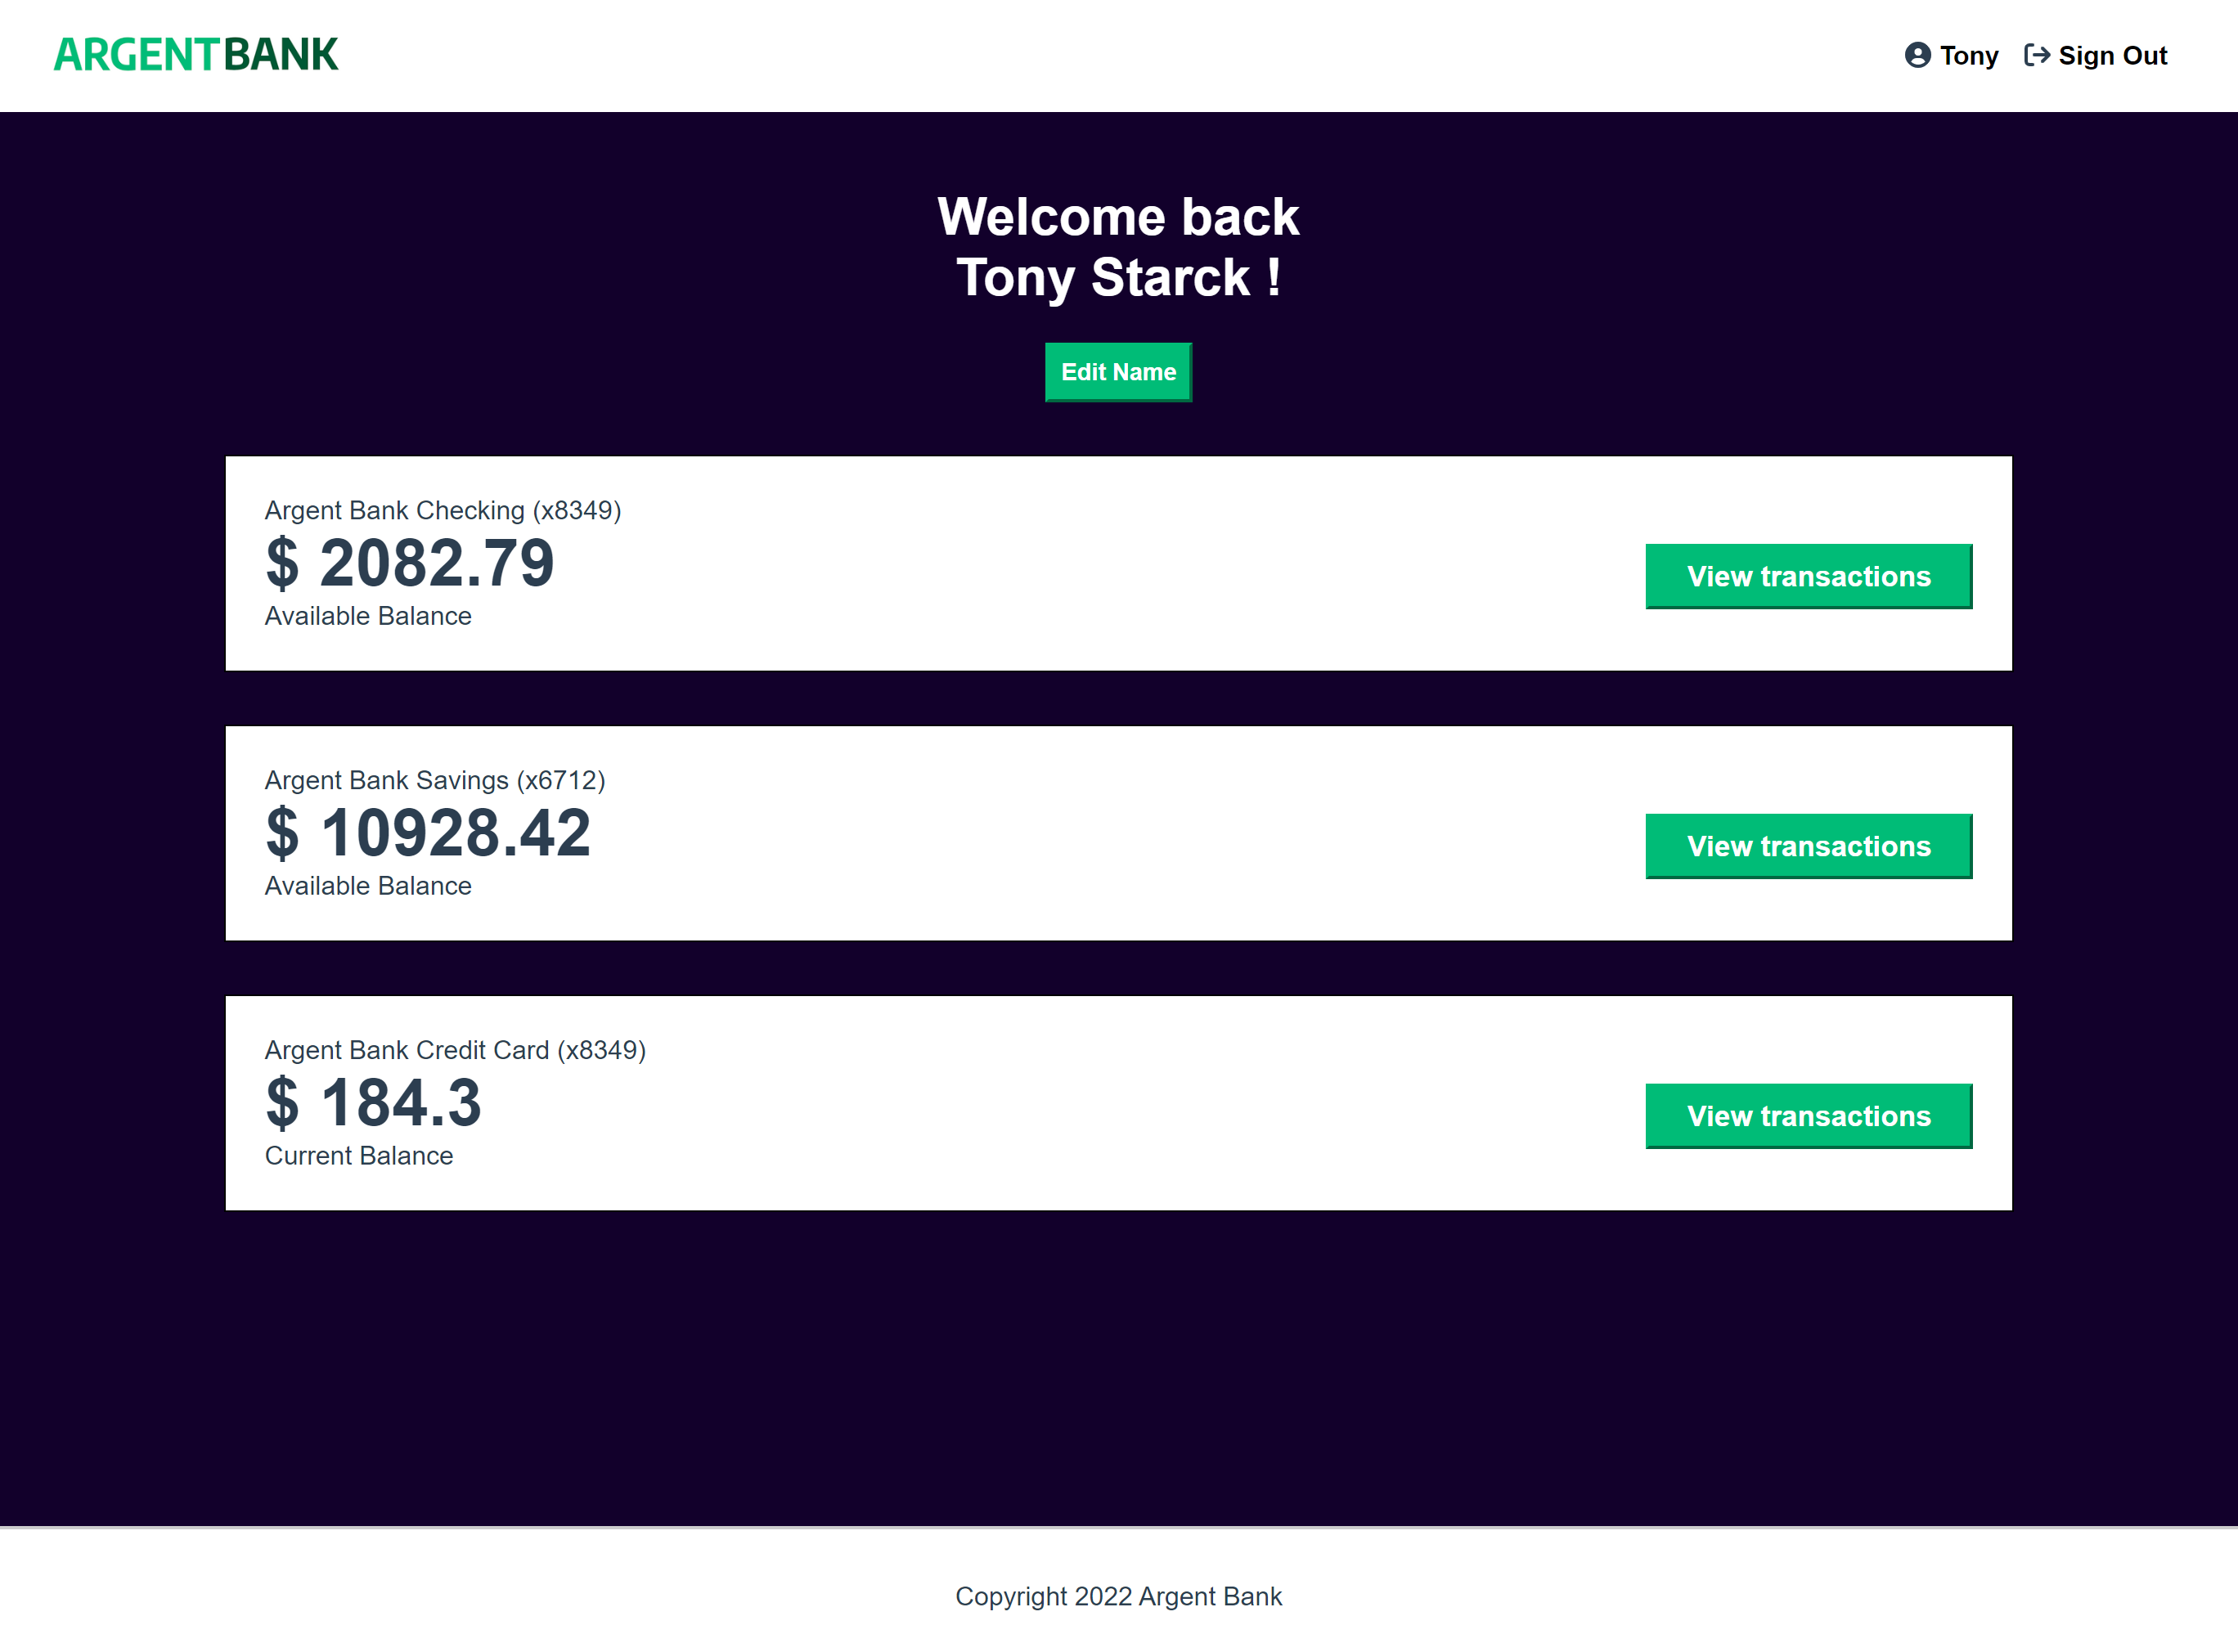 ARGENTBANK
Tony Sign Out
Welcome back
Tony Starck !
Edit Name
Argent Bank Checking (x8349)
$ 2082.79
Available Balance
View transactions
Argent Bank Savings (x6712)
$ 10928.42
Available Balance
View transactions
Argent Bank Credit Card (x8349)
$ 184.3
Current Balance
View transactions
Copyright 2022 Argent Bank